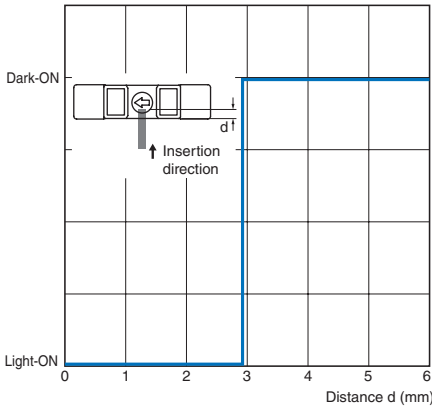 Dark-ON
d
Insertion
direction
Light-ON
0 1 2 3 4 5 6
Distance d (mm)